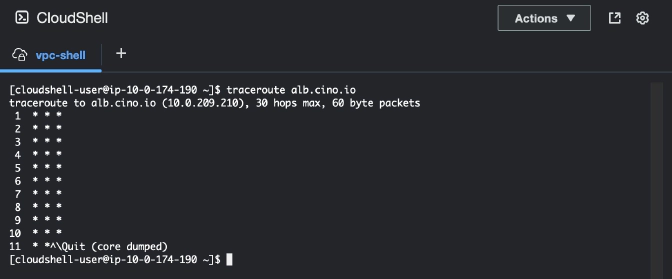 CloudShell
Actions ▼
vpc-shell
+
[cloudshell-user@ip-10-0-174-190 ~]$ traceroute alb.cino.io
traceroute to alb.cino.io (10.0.209.210), 30 hops max, 60 byte packets
1 * * *
2 * * *
3 * * *
4 * * *
5 * * *
6 * * *
7 * * *
8 * * *
9 * * *
10 * * *
11 * *^\Quit (core dumped)
[cloudshell-user@ip-10-0-174-190 ~]$